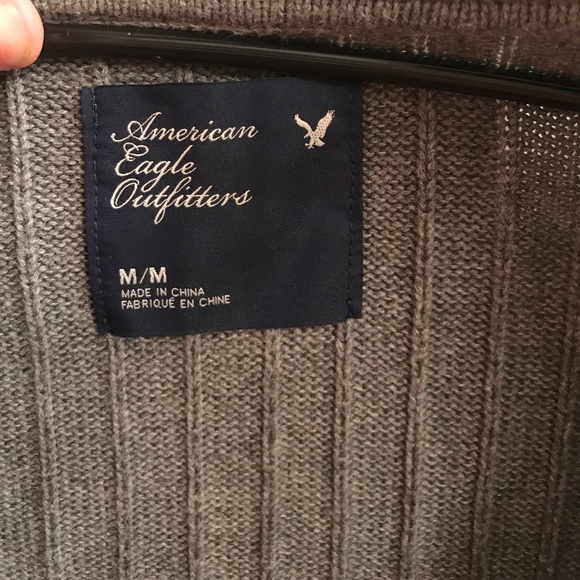 American
Eagle
Outfitters
M/M
MADE IN CHINA
FABRIQUÉ EN CHINE